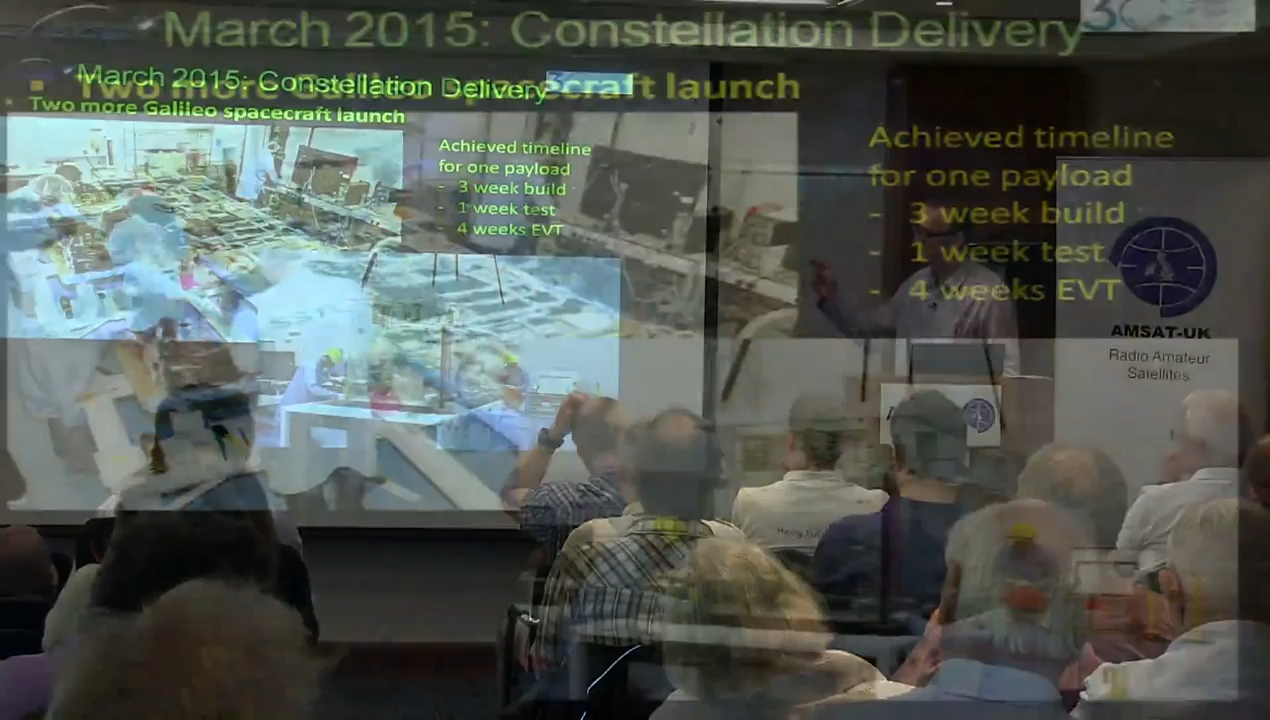 March 2015: Constellation Delivery
Two more Galileo spacecraft launch
Achieved timeline
for one payload
- 3 week build
- 1 week test
- 4 weeks EVT
March 2015: Constellation Delivery
Two more Galileo spacecraft launch
Achieved timeline
for one payload
- 3 week build
- 1 week test
4 weeks EVT
AMSAT-UK
Radio Amateur
Satellites